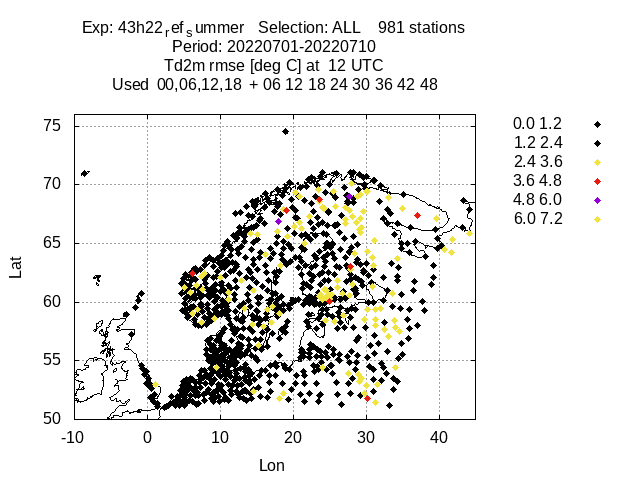 Exp: 43h22refsummer   Selection: ALL    981 stations
Period: 20220701-20220710
Td2m rmse [deg C] at  12 UTC
Used  00,06,12,18  + 06 12 18 24 30 36 42 48
75
70
65
60
55
50
Lat
-10 0 10 20 30 40
Lon
0.0 1.2
1.2 2.4
2.4 3.6
3.6 4.8
4.8 6.0
6.0 7.2